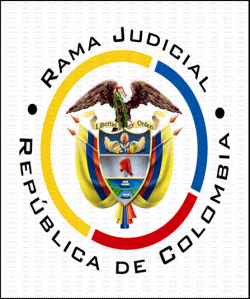 RAMA JUDICIAL
Libertad y Orden
REPÚBLICA DE COLOMBIA